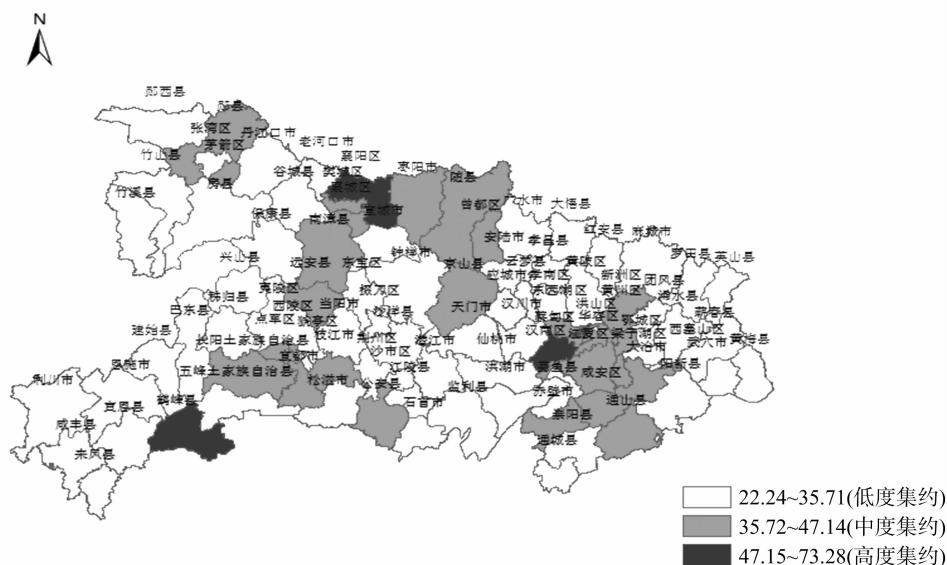 N
郧西县
郧县
张湾区
丹江口市
茅箭区
老河口市
竹山县
襄阳区
枣阳市
谷城县
樊城区
随县
房县
襄城区
竹溪县
曾都区
广水市
大悟县
保康县
南漳县
宜城市
红安县
麻城市
安陆市
孝昌县
钟祥市
兴山县
远安县
东宝区
京山县
云梦县
黄陂区
罗田县
英山县
应城市
孝南区
新洲区
团风县
夷陵区
掇刀区
东西湖区
黄州区
浠水县
秭归县
西陵区
当阳市
天门市
汉川市
洪山区
巴东县
沙洋县
蔡甸区
华容区
蕲春县
点军区
猇亭区
鄂城区
建始县
枝江市
荆州区
潜江市
仙桃市
汉南区
江夏区
梁子湖区
西塞山区
长阳土家族自治县
沙市区
大冶市
武穴市
黄梅县
宜都市
恩施市
五峰土家族自治县
江陵县
滨湖市
嘉鱼县
咸安区
阳新县
利川市
松滋市
公安县
监利县
赤壁市
宣恩县
鹤峰县
石首市
通山县
咸丰县
崇阳县
来凤县
通城县
22.24~35.71(低度集约)
35.72~47.14(中度集约)
47.15~73.28(高度集约)